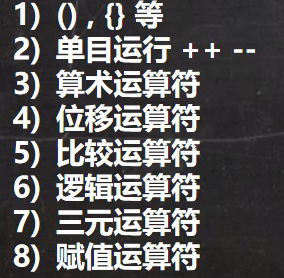 1) () , {} 等
2) 单目运行 ++ --
3) 算术运算符
4) 位移运算符
5) 比较运算符
6) 逻辑运算符
7) 三元运算符
8) 赋值运算符